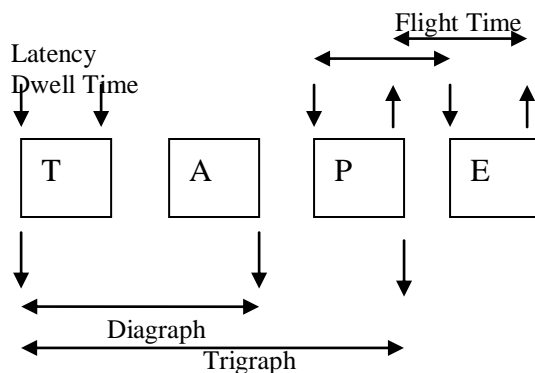 Flight Time
Latency
Dwell Time
T A P E
Diagraph
Trigraph